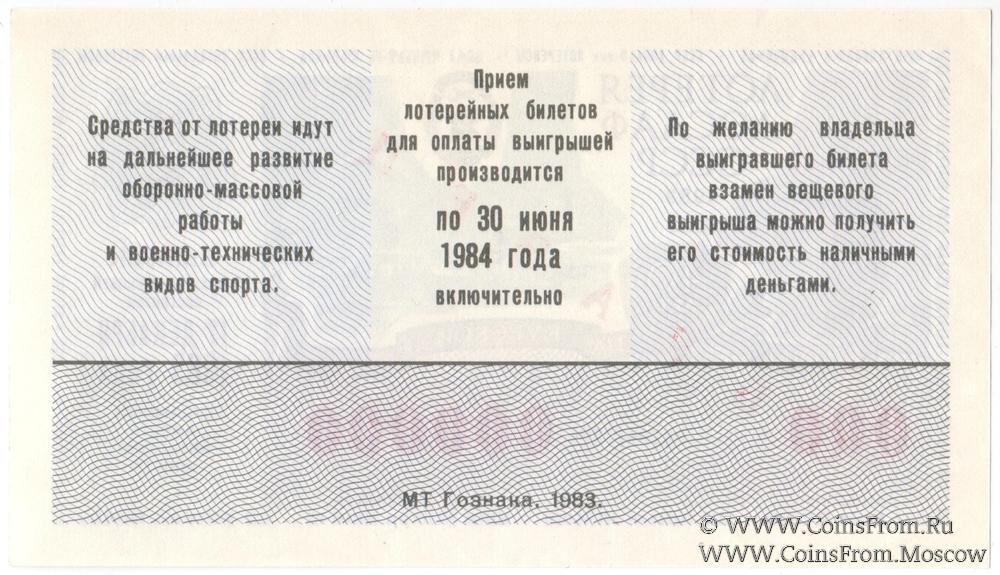 Средства от лотереи идут
на дальнейшее развитие
оборонно-массовой
работы
и военно-технических
видов спорта.
Прием
лотерейных билетов
для оплаты выигрышей
производится
по 30 июня
1984 года
включительно
По желанию владельца
выигравшего билета
взамен вещевого
выигрыша можно получить
его стоимость наличными
деньгами.
МТ Гознака. 1983.
© WWW.CoinsFrom.Ru
WWW.CoinsFrom.Moscow